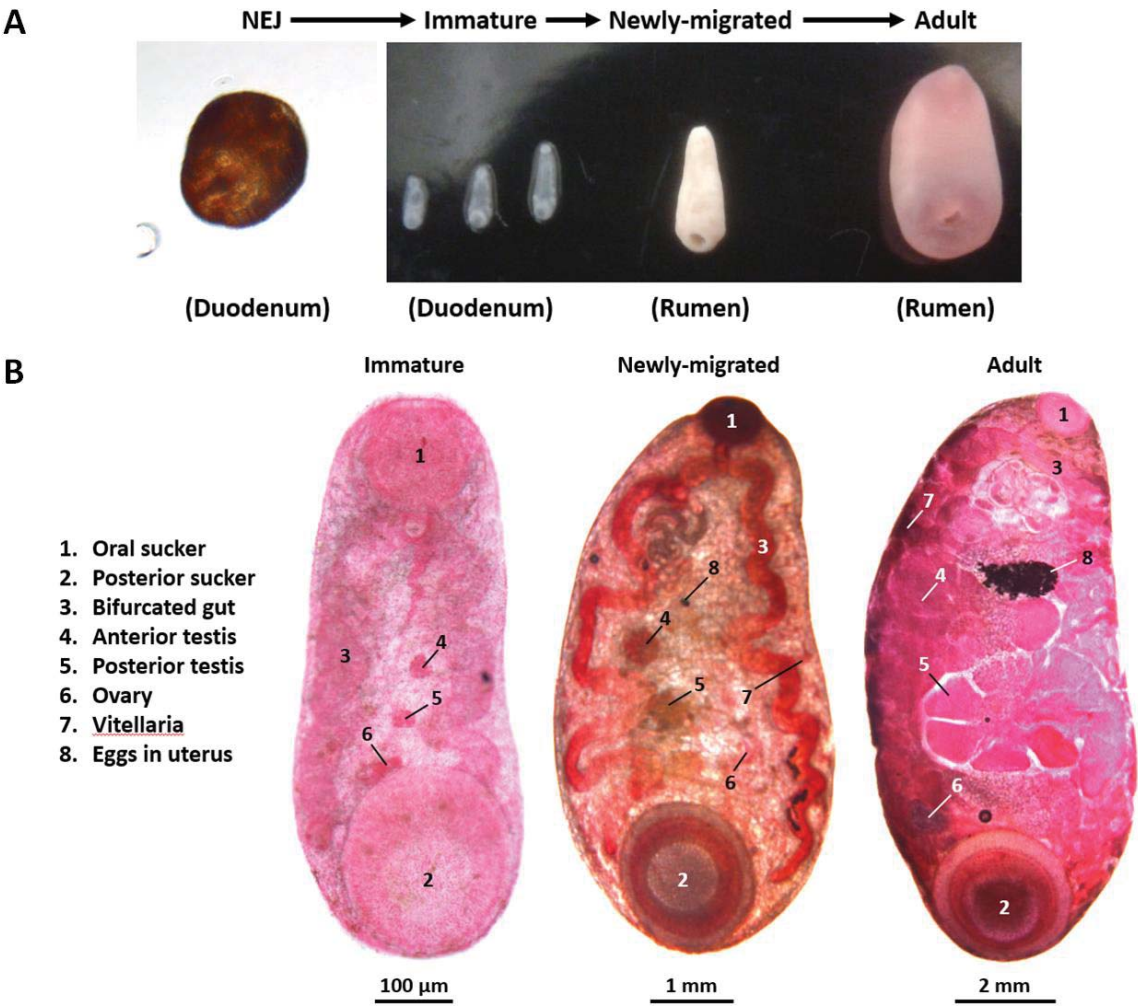 A
NEJ Immature Newly-migrated Adult
(Duodenum) (Duodenum) (Rumen) (Rumen)
B
Immature Newly-migrated Adult
1. Oral sucker
2. Posterior sucker
3. Bifurcated gut
4. Anterior testis
5. Posterior testis
6. Ovary
7. Vitellaria
8. Eggs in uterus
1
3
4
5
6
2
1
3
8
4
5
7
6
2
1
3
7
8
4
5
6
2
100 µm 1 mm 2 mm